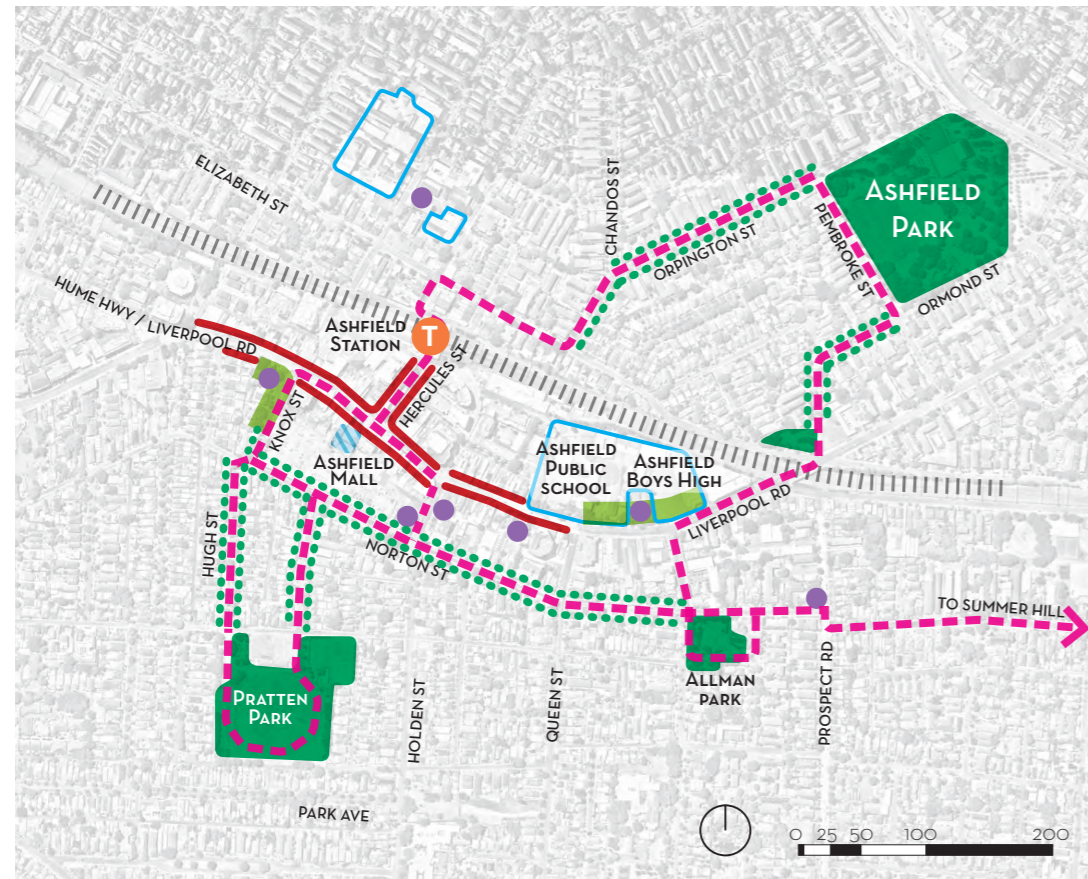 ELIZABETH ST
CHANDOS ST
ASHFIELD
PARK
ORPINGTON ST
PEMBROKE ST
ORMOND ST
HUME HWY / LIVERPOOL RD
ASHFIELD
STATION
T
HERCULES ST
KNOX ST
ASHFIELD
MALL
ASHFIELD
PUBLIC
SCHOOL
ASHFIELD
BOYS HIGH
LIVERPOOL RD
HUGH ST
NORTON ST
TO SUMMER HILL
ALLMAN
PARK
PRATTEN
PARK
HOLDEN ST
QUEEN ST
PROSPECT RD
PARK AVE
0 25 50 100 200